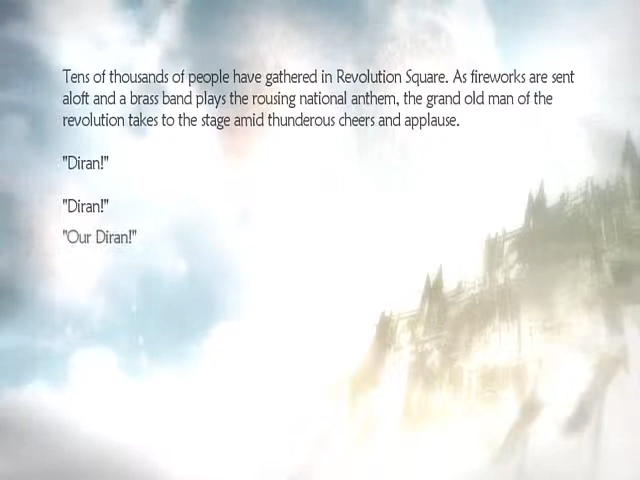 Tens of thousands of people have gathered in Revolution Square. As fireworks are sent
aloft and a brass band plays the rousing national anthem, the grand old man of the
revolution takes to the stage amid thunderous cheers and applause.
"Diran!"
"Diran!"
"Our Diran!"